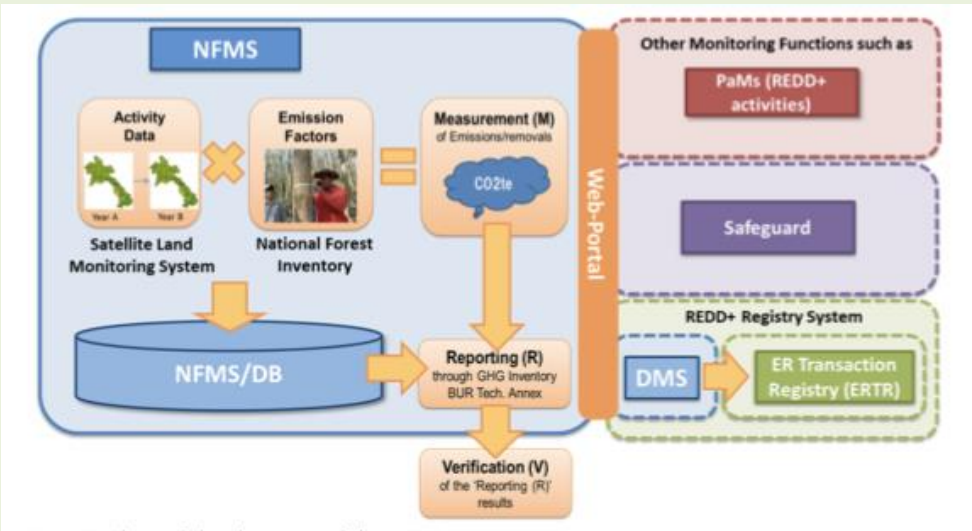 NFMS
Activity
Data
Year A
Year B
Satellite Land
Monitoring System
Emission
Factors
National Forest
Inventory
Measurement (M)
of Emissions/removals
CO2te
NFMS/DB
Reporting (R)
through GHG Inventory
BUR Tech. Annex
Verification (V)
of the 'Reporting (R)'
results
Web-Portal
Other Monitoring Functions such as
PaMs (REDD+
activities)
Safeguard
REDD+ Registry System
DMS
ER Transaction
Registry (ERTR)